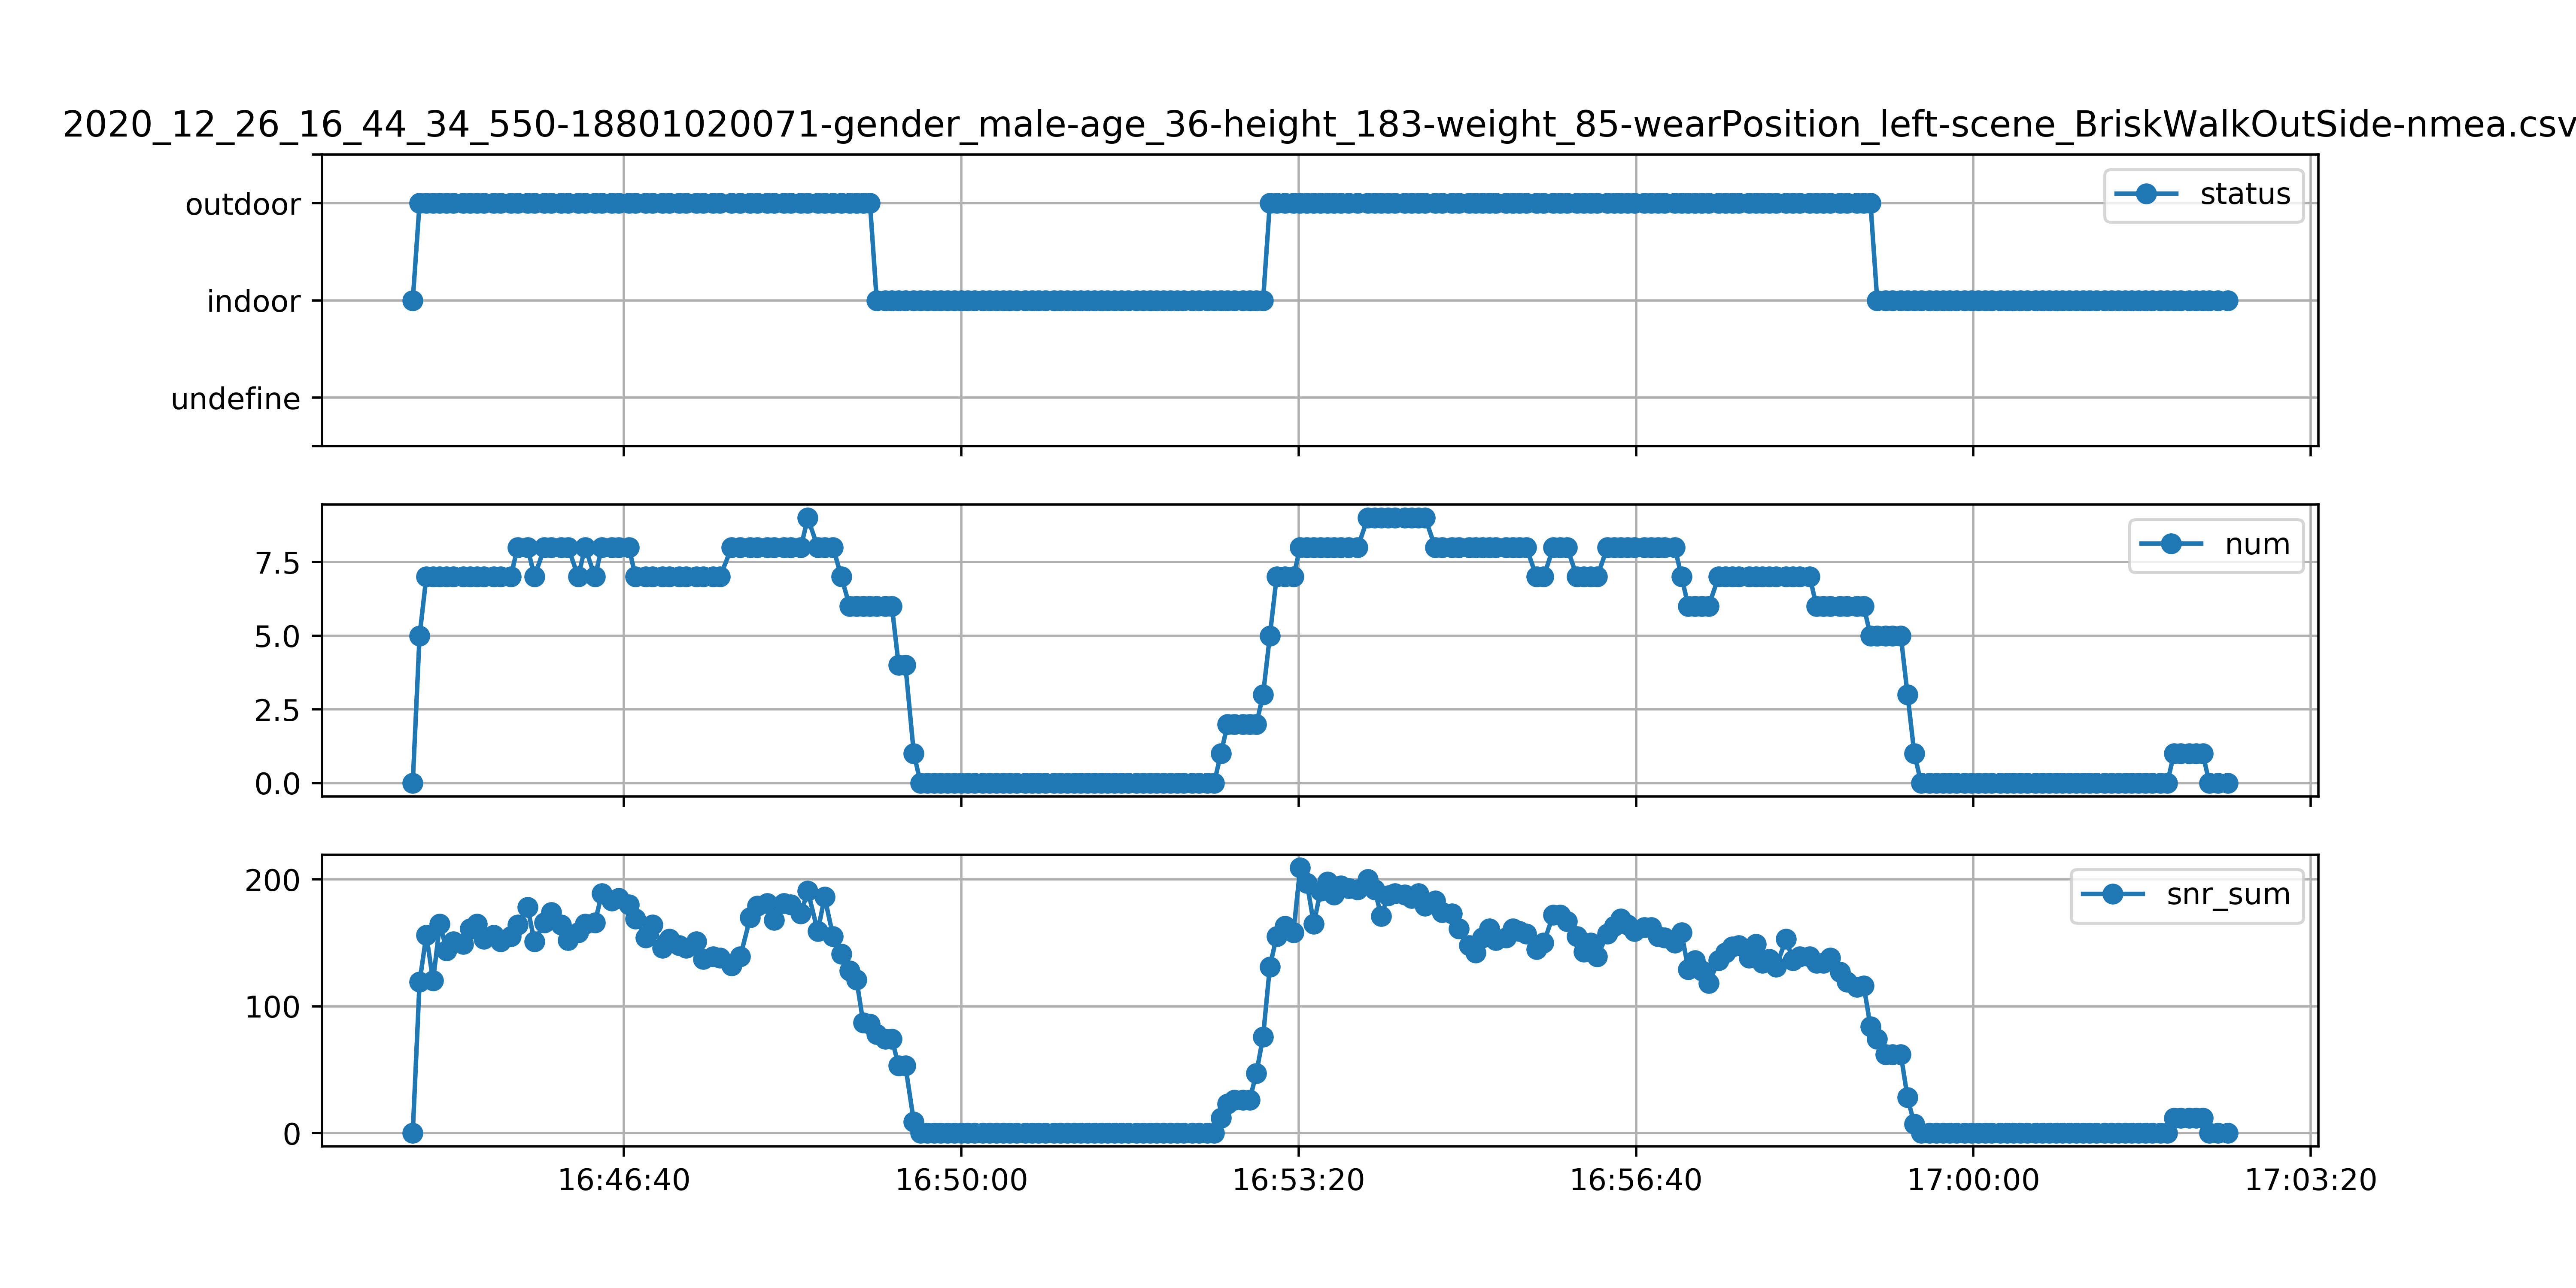 2020_12_26_16_44_34_550-18801020071-gender_male-age_36-height_183-weight_85-wearPosition_left-scene_BriskWalkOutSide-nmea.csv
outdoor
indoor
undefine
status
7.5
5.0
2.5
0.0
num
200
100
0
snr_sum
16:46:40 16:50:00 16:53:20 16:56:40 17:00:00 17:03:20